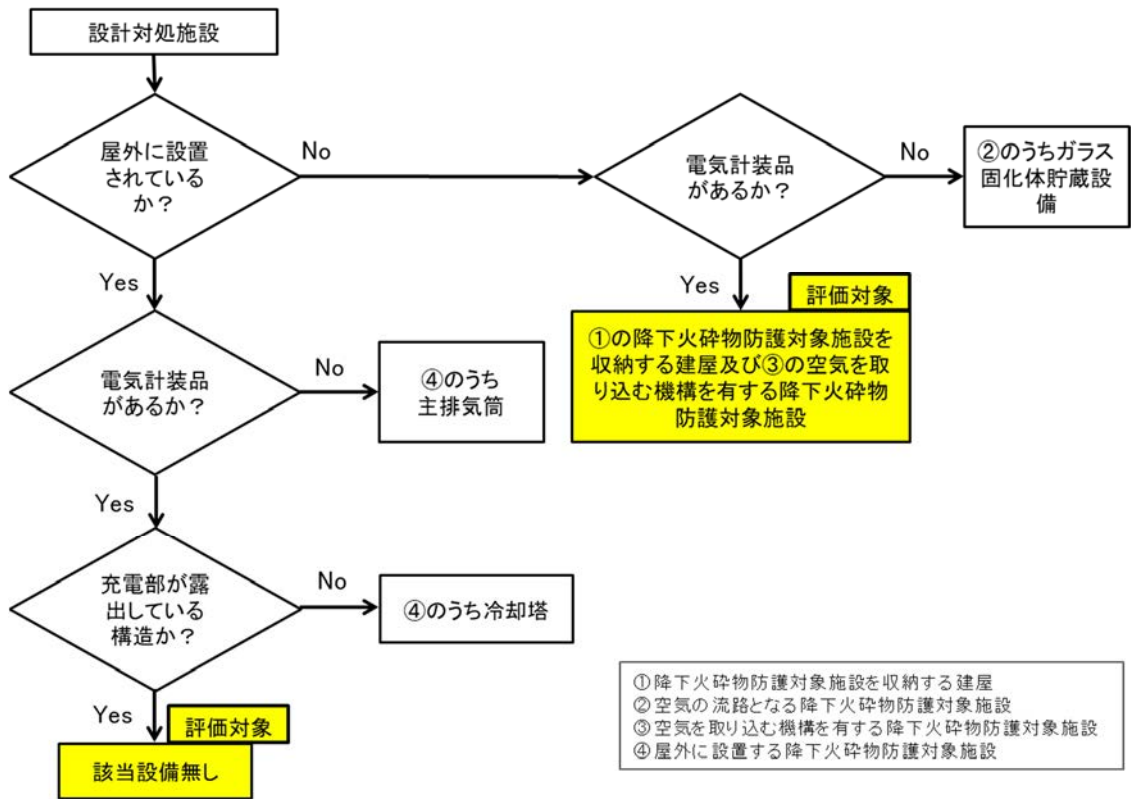 設計対処施設
屋外に設置
されている
か？
No
電気計装品
があるか？
No
②のうちガラス
固化体貯蔵設
備
Yes
Yes
評価対象
①の降下火砕物防護対象施設を
収納する建屋及び③の空気を取
り込む機構を有する降下火砕物
防護対象施設
電気計装品
があるか？
No
④のうち
主排気筒
Yes
充電部が露
出している
構造か？
No
④のうち冷却塔
Yes
評価対象
該当設備無し
①降下火砕物防護対象施設を収納する建屋
②空気の流路となる降下火砕物防護対象施設
③空気を取り込む機構を有する降下火砕物防護対象施設
④屋外に設置する降下火砕物防護対象施設